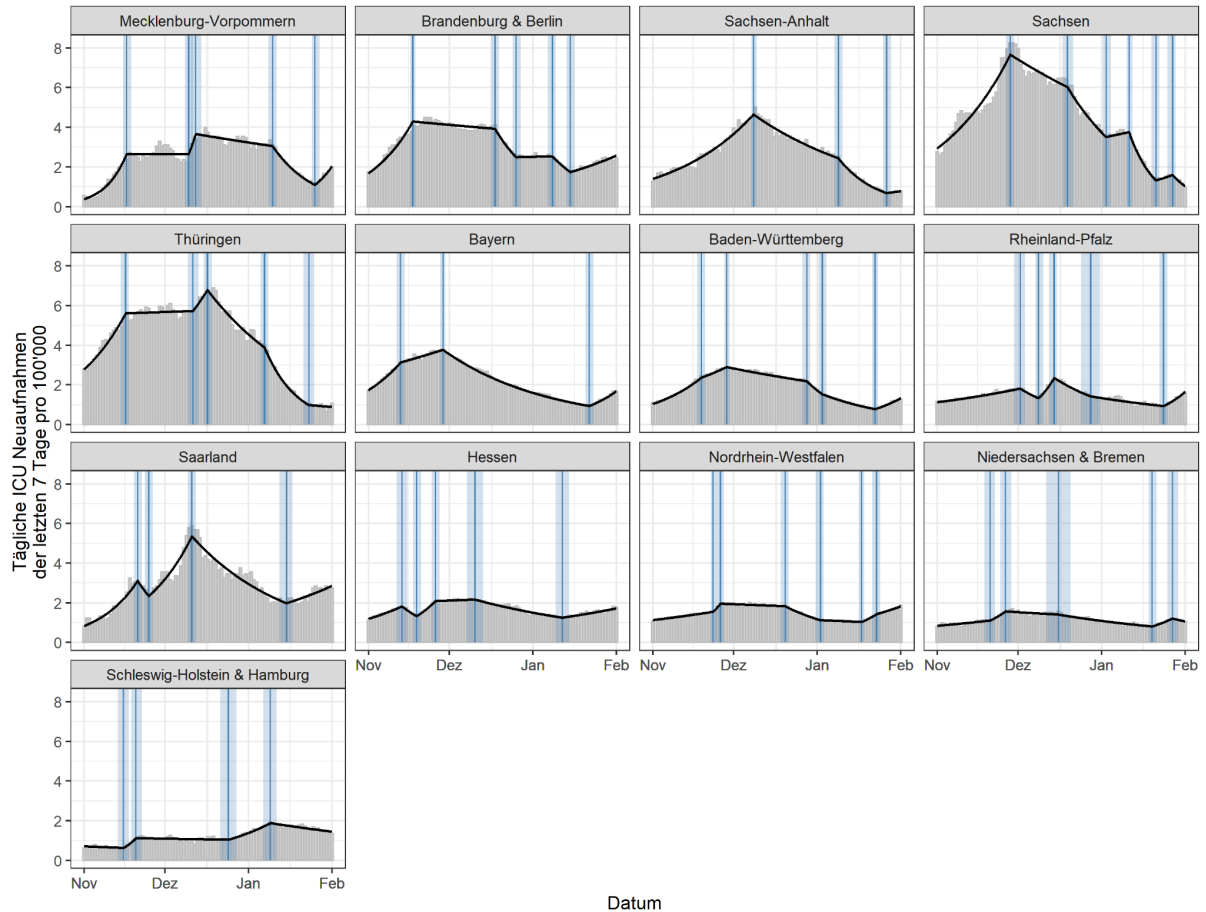 Mecklenburg-Vorpommern
Brandenburg & Berlin
Sachsen-Anhalt
Sachsen
8
6
4
2
0
Thüringen
Bayern
Baden-Württemberg
Rheinland-Pfalz
8
6
4
2
0
Tägliche ICU Neuaufnahmen
der letzten 7 Tage pro 100'000
Saarland
Hessen
Nordrhein-Westfalen
Niedersachsen & Bremen
8
6
4
2
0
Nov Dez Jan Feb
Nov Dez Jan Feb
Nov Dez Jan Feb
Schleswig-Holstein & Hamburg
8
6
4
2
0
Nov Dez Jan Feb
Datum